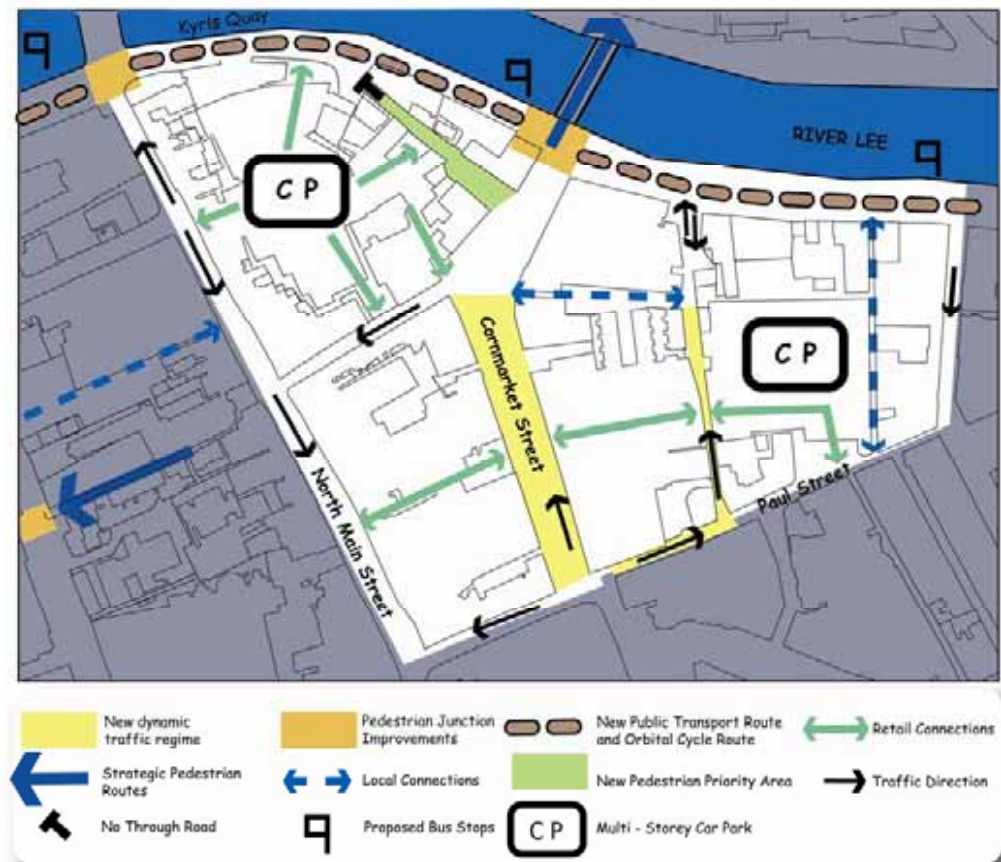 Kyrls Quay
RIVER LEE
C P
C P
Cornmarket Street
North Main Street
Paul Street
New dynamic
traffic regime
Pedestrian Junction
Improvements
New Public Transport Route
and Orbital Cycle Route
Retail Connections
Strategic Pedestrian
Routes
Local Connections
New Pedestrian Priority Area
Traffic Direction
No Through Road
Proposed Bus Stops
C P
Multi - Storey Car Park